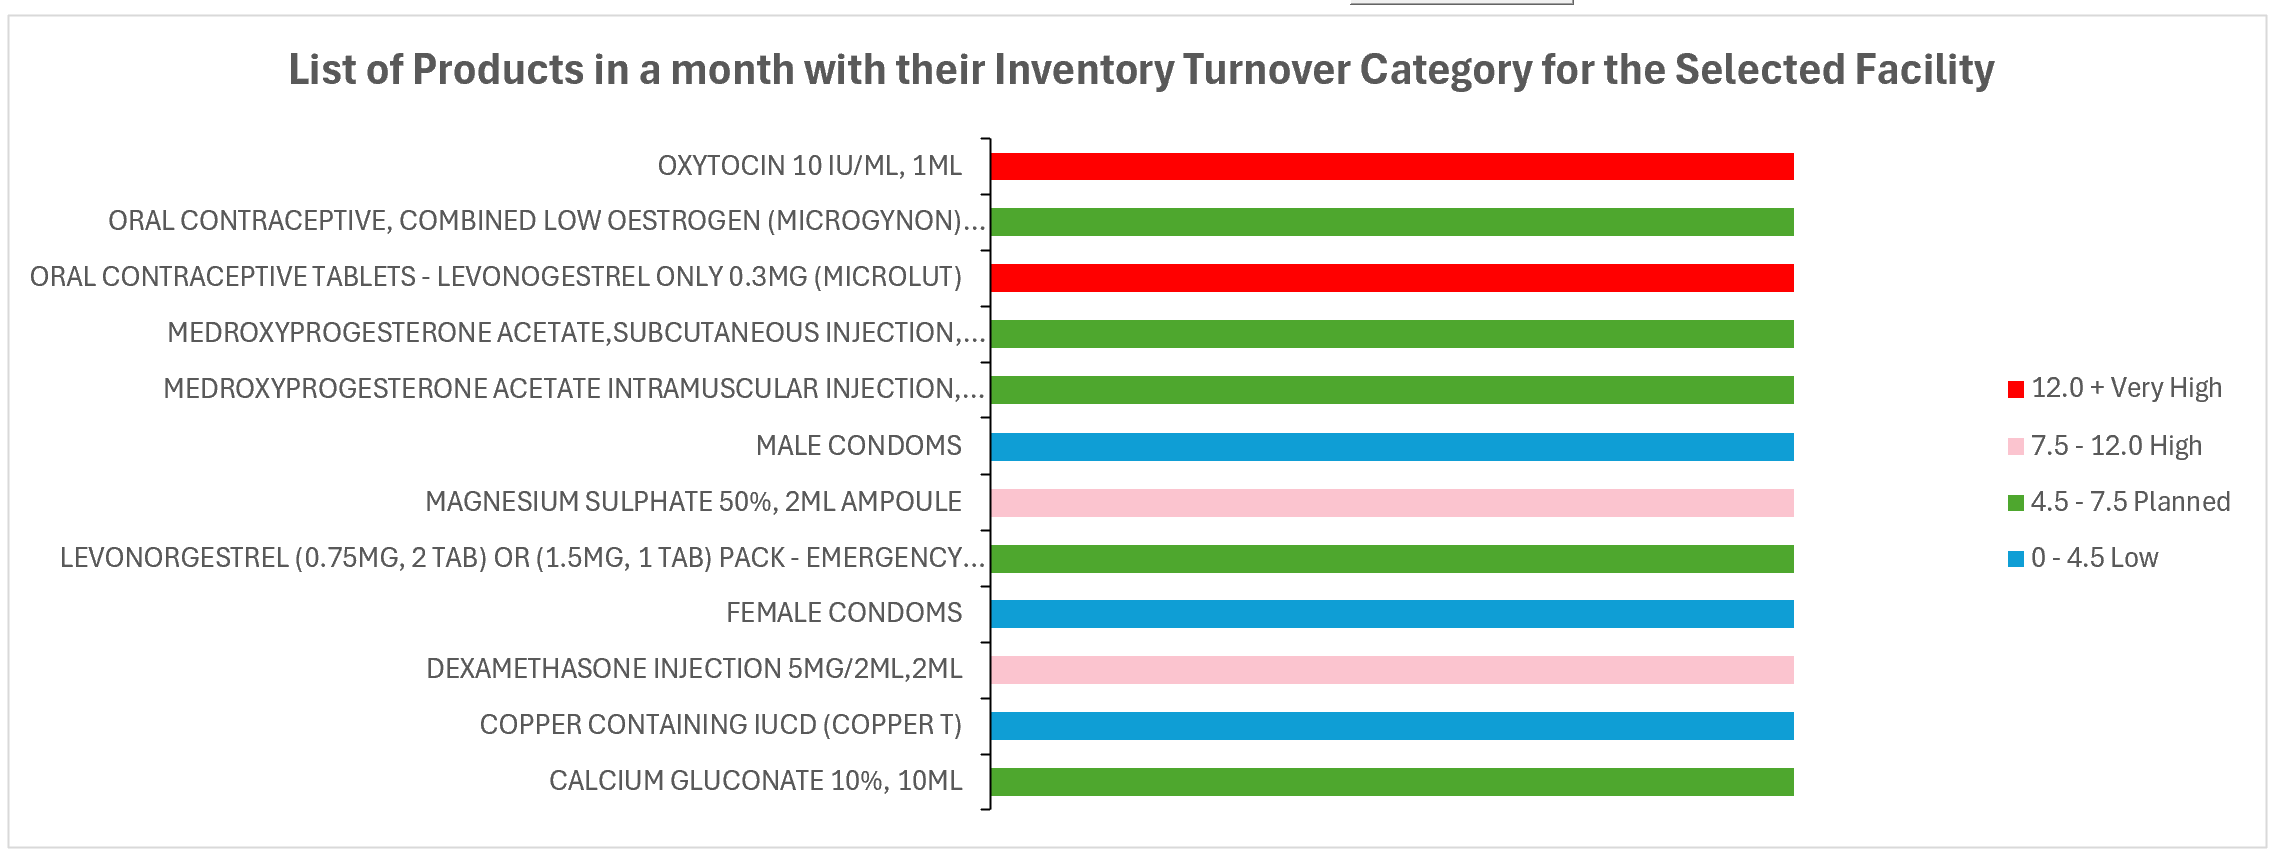 List of Products in a month with their Inventory Turnover Category for the Selected Facility
OXYTOCIN 10 IU/ML, 1ML
ORAL CONTRACEPTIVE, COMBINED LOW OESTROGEN (MICROGYNON)...
ORAL CONTRACEPTIVE TABLETS - LEVONOGESTREL ONLY 0.3MG (MICROLUT)
MEDROXYPROGESTERONE ACETATE,SUBCUTANEOUS INJECTION,...
MEDROXYPROGESTERONE ACETATE INTRAMUSCULAR INJECTION,...
MALE CONDOMS
MAGNESIUM SULPHATE 50%, 2ML AMPOULE
LEVONORGESTREL (0.75MG, 2 TAB) OR (1.5MG, 1 TAB) PACK - EMERGENCY...
FEMALE CONDOMS
DEXAMETHASONE INJECTION 5MG/2ML,2ML
COPPER CONTAINING IUCD (COPPER T)
CALCIUM GLUCONATE 10%, 10ML
12.0 + Very High
7.5 - 12.0 High
4.5 - 7.5 Planned
0 - 4.5 Low